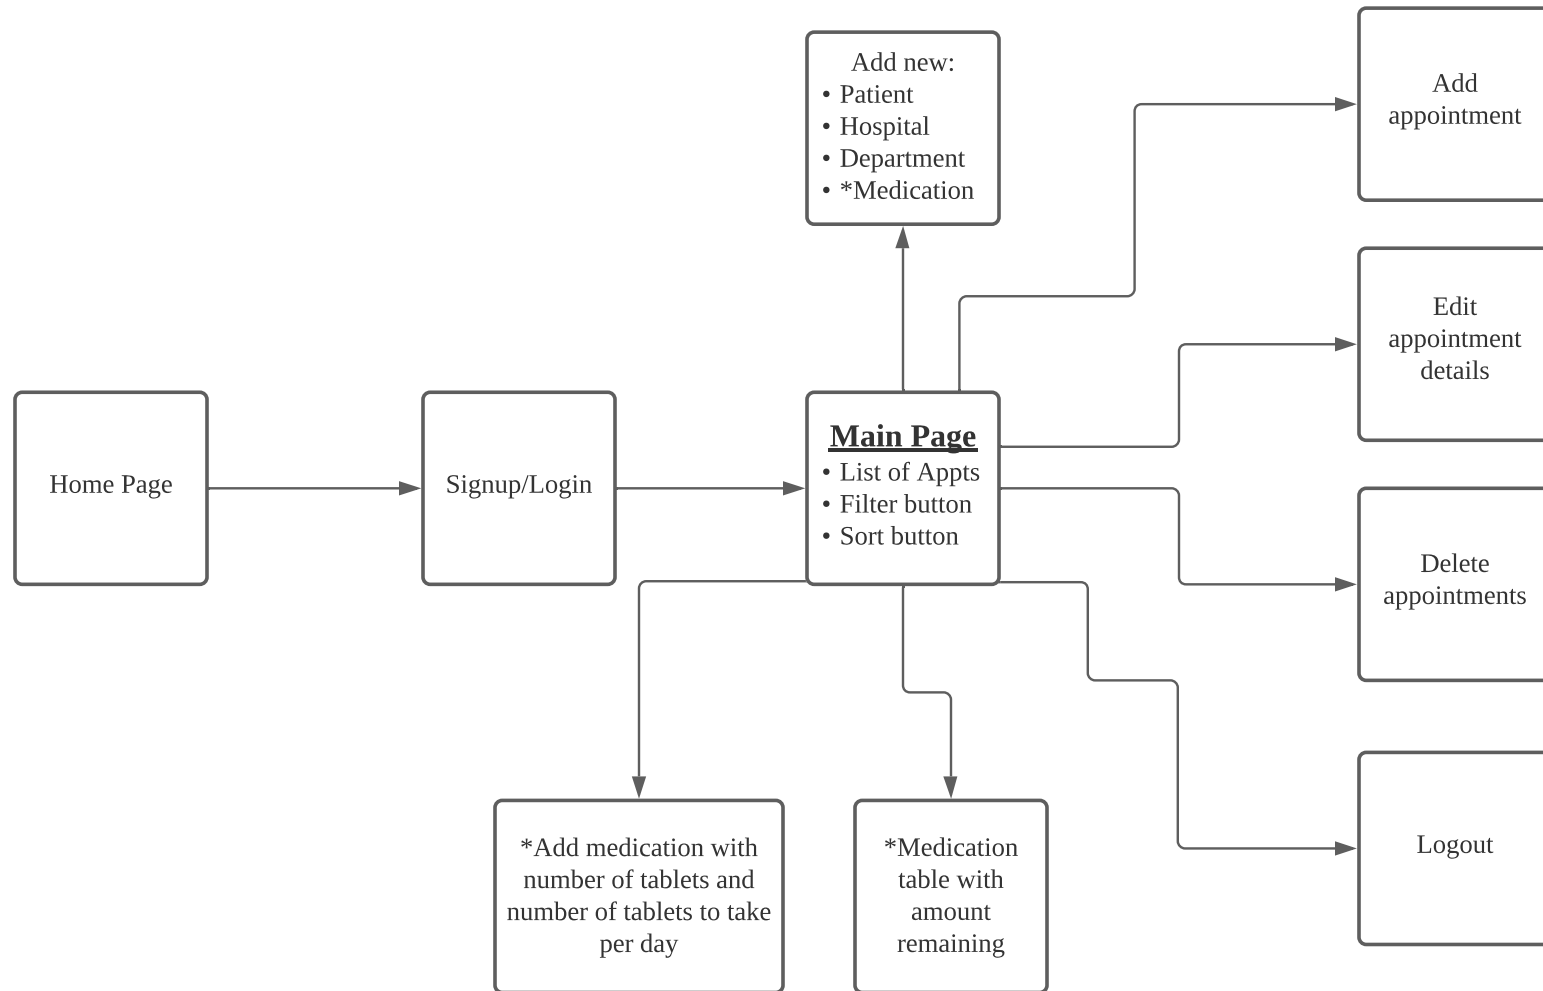 Add new:
• Patient
• Hospital
• Department
• *Medication
Add
appointment
Edit
appointment
details
Home Page
Signup/Login
Main Page
• List of Appts
• Filter button
• Sort button
Delete
appointments
*Add medication with
number of tablets and
number of tablets to take
per day
*Medication
table with
amount
remaining
Logout